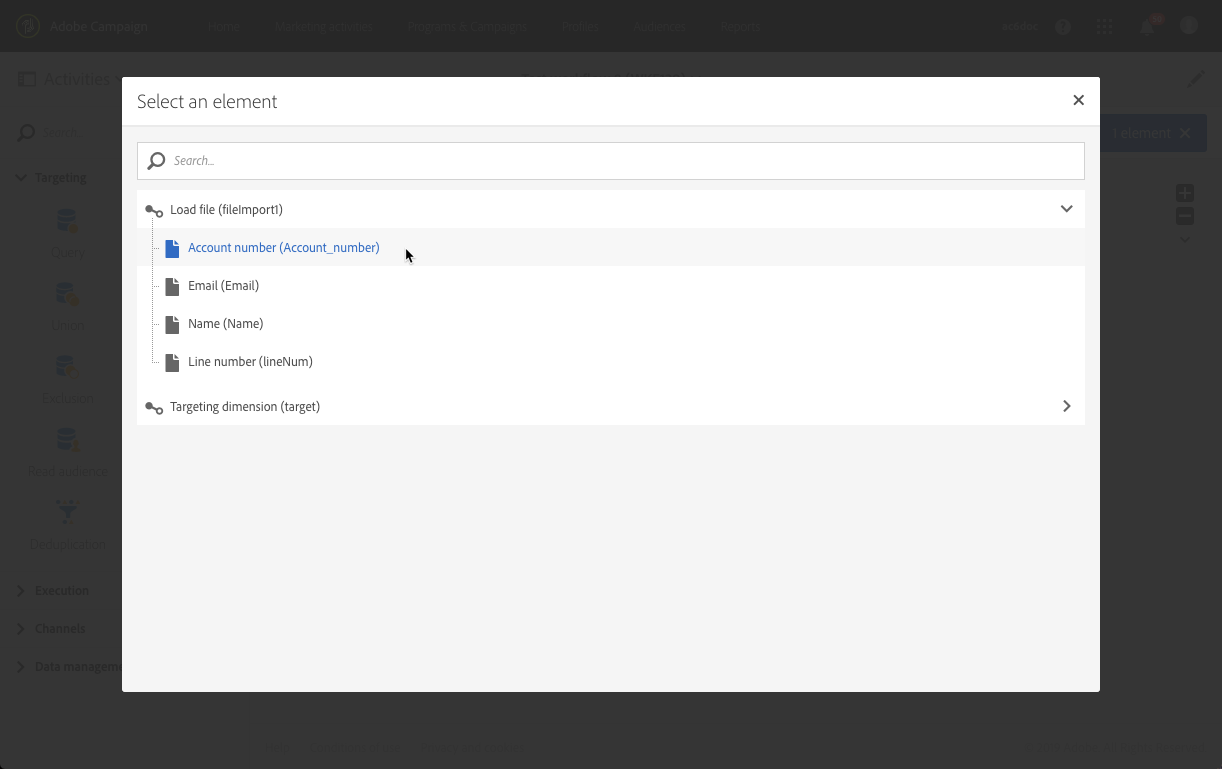 Adobe Campaign
Home
Marketing activities
Programs & Campaigns
Profiles
Audiences
Reports
Activities
Select an element
Search...
Search...
1 element
Targeting
Load file (fileImport1)
Account number (Account_number)
Query
Email (Email)
Name (Name)
Union
Line number (lineNum)
Exclusion
Targeting dimension (target)
Read audience
Deduplication
Execution
Channels
Data managem